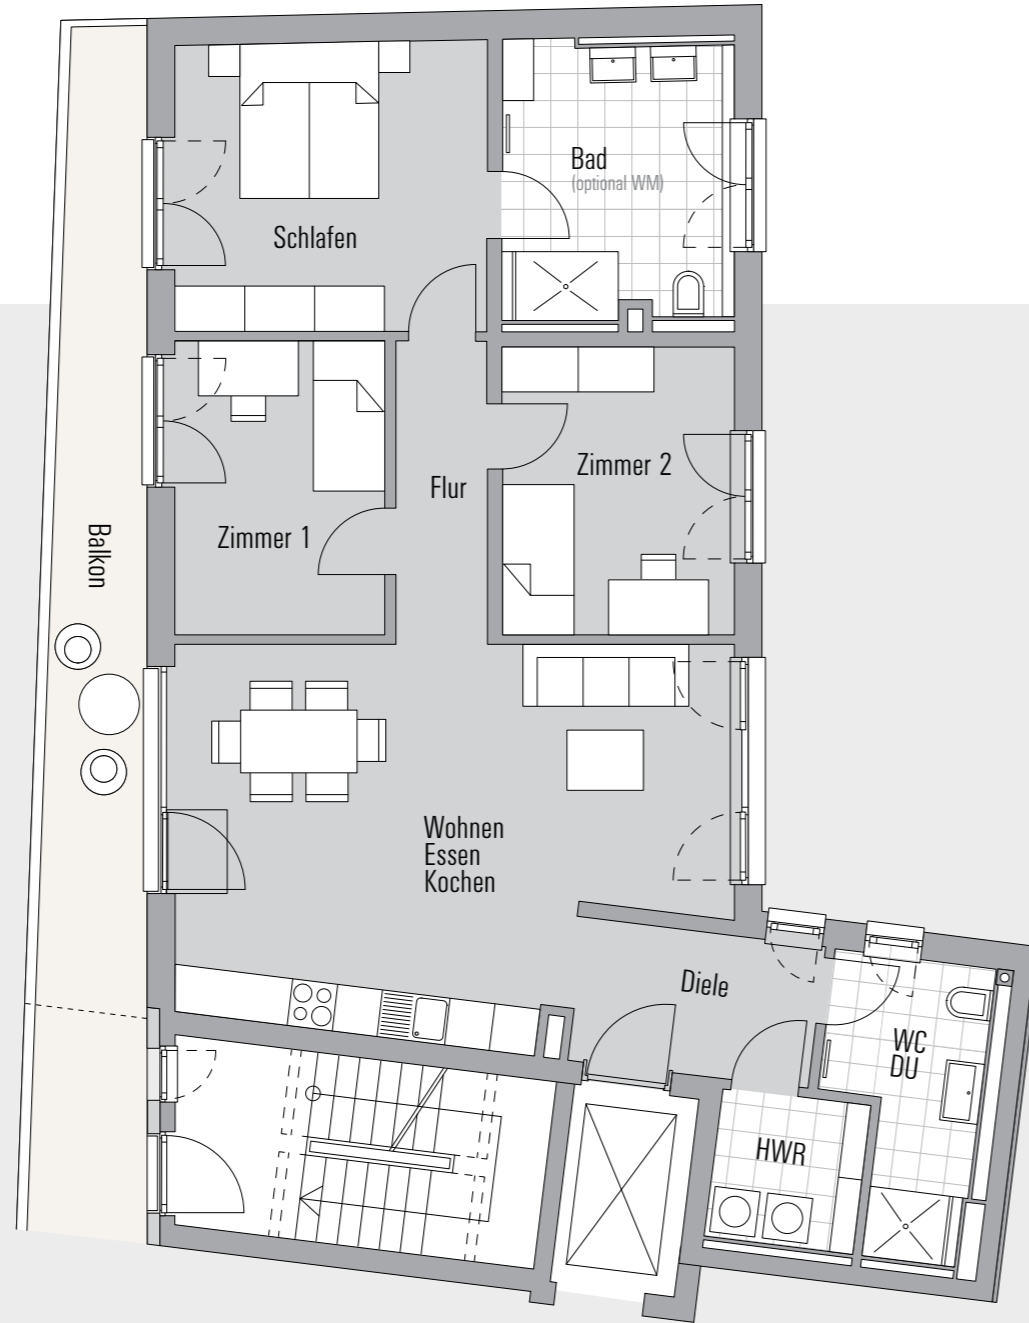 Bad
(optional WM)
Schlafen
Zimmer 2
Flur
Zimmer 1
Balkon
Wohnen
Essen
Kochen
Diele
WC
DU
HWR